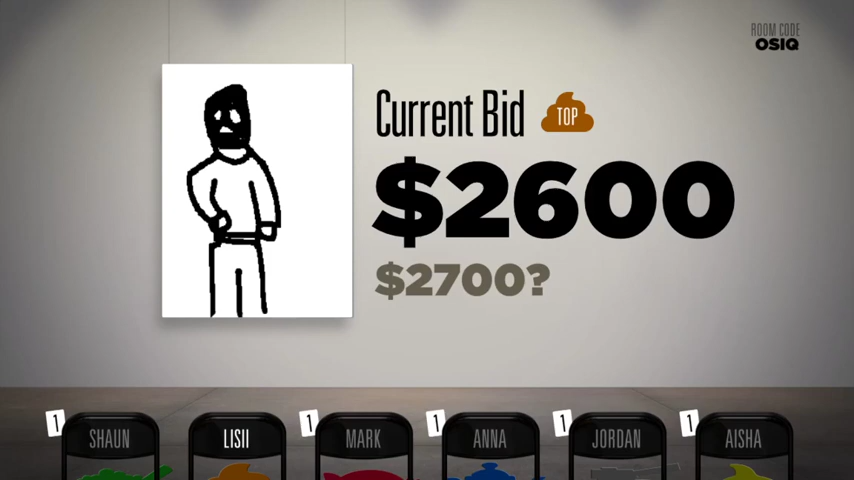 ROOM CODE
OSIQ
Current Bid
TOP
$2600
$2700?
1 SHAUN
LISII
1 MARK
1 ANNA
1 JORDAN
1 AISHA